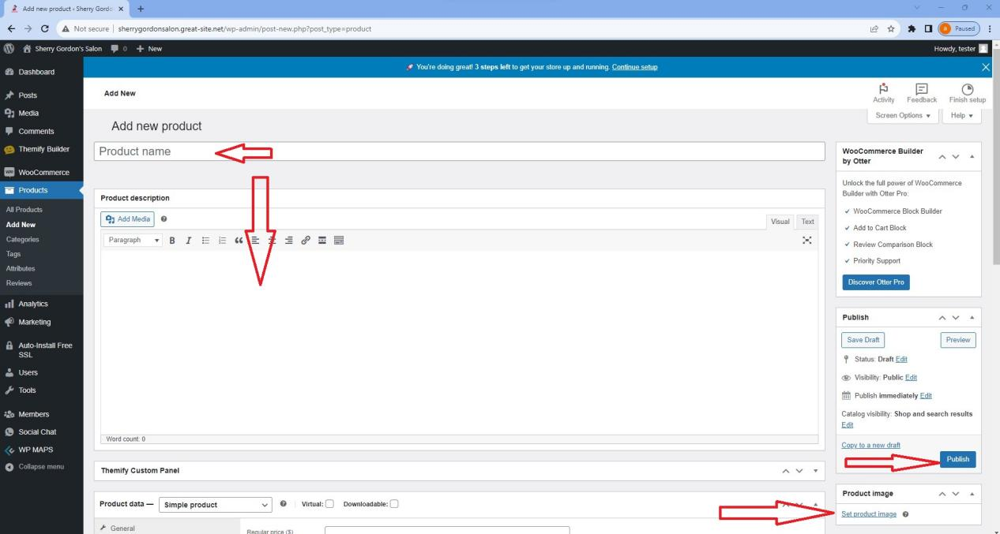 Add new product ‹ Sherry Gordo
Not secure | sherrygordonsalon.great-site.net/wp-admin/post-new.php?post_type=product
a Paused
Sherry Gordon's Salon 0 + New
Howdy, tester
Dashboard
Posts
Media
Comments
Themify Builder
WooCommerce
Products
All Products
Add New
Categories
Tags
Attributes
Reviews
Analytics
Marketing
Auto-Install Free
SSL
Users
Tools
Members
Social Chat
WP MAPS
Collapse menu
You're doing great! 3 steps left to get your store up and running. Continue setup
Add New
Activity Feedback Finish setup
Screen Options Help
Add new product
Product name
Product description
Add Media
Visual Text
Paragraph B I
Word count: 0
Themify Custom Panel
Product data — Simple product Virtual: Downloadable:
General
Regular price ($)
WooCommerce Builder
by Otter
Unlock the full power of WooCommerce
Builder with Otter Pro:
WooCommerce Block Builder
Add to Cart Block
Review Comparison Block
Priority Support
Discover Otter Pro
Publish
Save Draft Preview
Status: Draft Edit
Visibility: Public Edit
Publish immediately Edit
Catalog visibility: Shop and search results
Edit
Copy to a new draft
Publish
Product image
Set product image